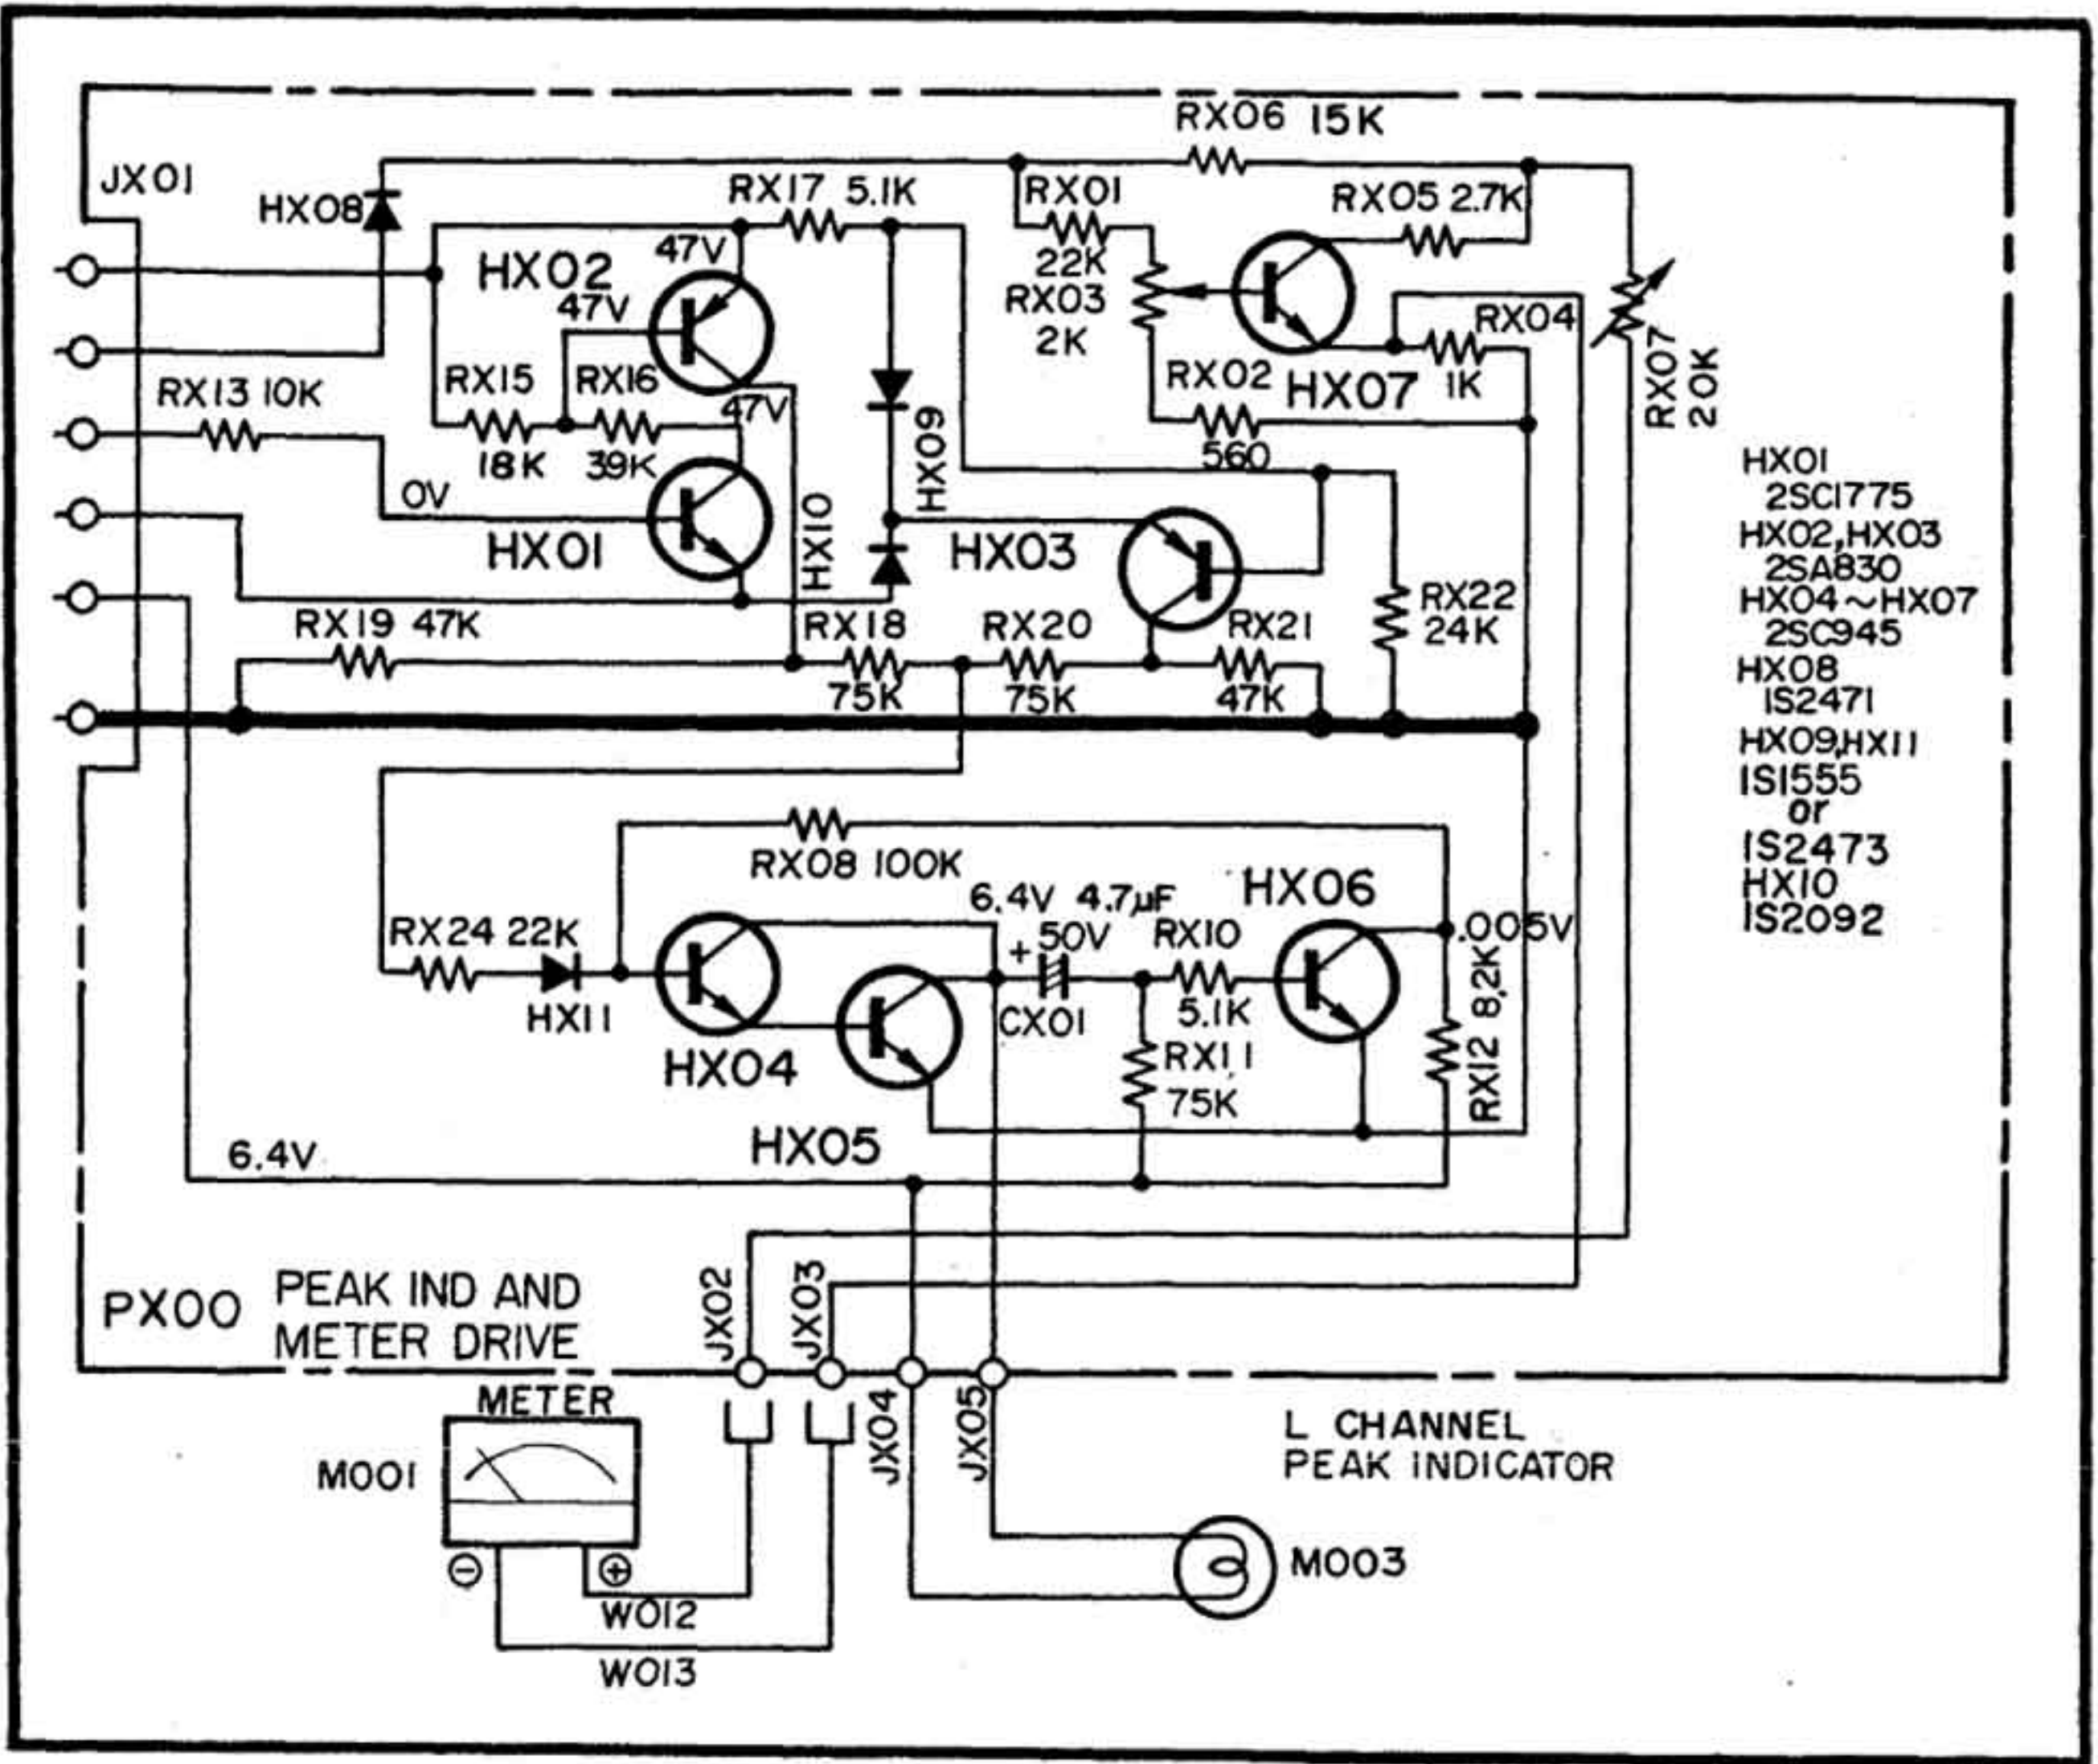 RX06 15K
JX01
HX08
RX17 5.1K
RX01
22K
RX05 2.7K
47V
HX02
47V
RX03
2K
RX04
1K
RX07
20K
RX13 10K
RX15
18K
RX16
39K
47V
RX02
560
HX07
HX09
0V
HX01
HX10
HX03
RX22
24K
RX19 47K
RX18
75K
RX20
75K
RX21
47K
HX01
2SC1775
HX02,HX03
2SA830
HX04~HX07
2SC945
HX08
1S2471
HX09,HX11
1S1555
or
1S2473
HX10
1S2092
RX08 100K
6.4V 4.7μF
+ 50V
RX10
5.1K
HX06
.005V
RX24 22K
HX11
HX04
CX01
RX11
75K
RX12 8.2K
HX05
6.4V
PX00
PEAK IND AND
METER DRIVE
JX02
JX03
JX04
JX05
METER
M001
⊖
⊕
W012
W013
L CHANNEL
PEAK INDICATOR
M003